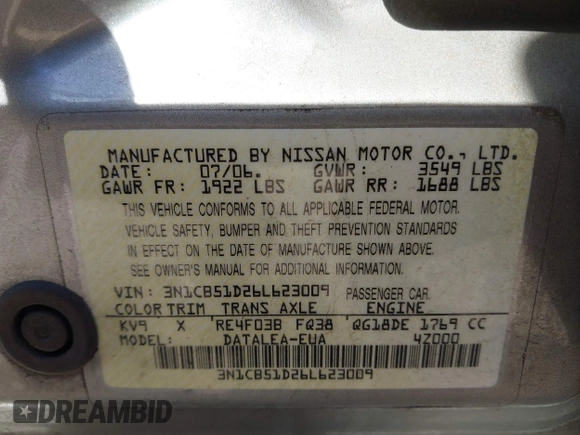 MANUFACTURED BY NISSAN MOTOR CO., LTD.
DATE: 07/06. GVWR: 3549 LBS
GAWR FR: 1922 LBS GAWR RR: 1688 LBS
THIS VEHICLE CONFORMS TO ALL APPLICABLE FEDERAL MOTOR.
VEHICLE SAFETY, BUMPER AND THEFT PREVENTION STANDARDS
IN EFFECT ON THE DATE OF MANUFACTURE SHOWN ABOVE.
SEE OWNER'S MANUAL FOR ADDITIONAL INFORMATION.
VIN: 3N1CB51D26L623009 PASSENGER CAR.
COLOR TRIM TRANS AXLE ENGINE
KV9 X RE4F03B FQ38 QG18DE 1769 CC
MODEL: DATALEA-EUA 4Z000
3N1CB51D26L623009
DREAMBID